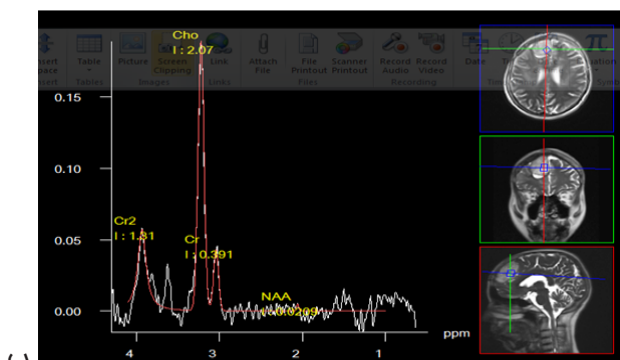 Cho
I : 2.07
Table
Picture
Screen
Clipping
Link
Attach
File
File
Printout
Scanner
Printout
Record
Audio
Record
Video
Date
Tables
Images
Links
Files
Recording
0.15
0.10
0.05
0.00
Cr2
I : 1.31
Cr
I : 0.391
NAA
I : 0.0209
ppm
4
3
2
1